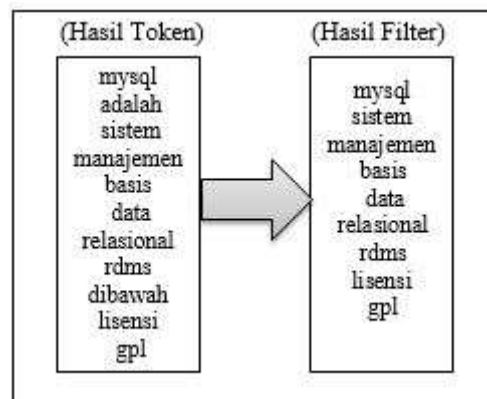 (Hasil Token)
mysql
adalah
sistem
manajemen
basis
data
relasional
rdms
dibawah
lisensi
gpl
(Hasil Filter)
mysql
sistem
manajemen
basis
data
relasional
rdms
lisensi
gpl